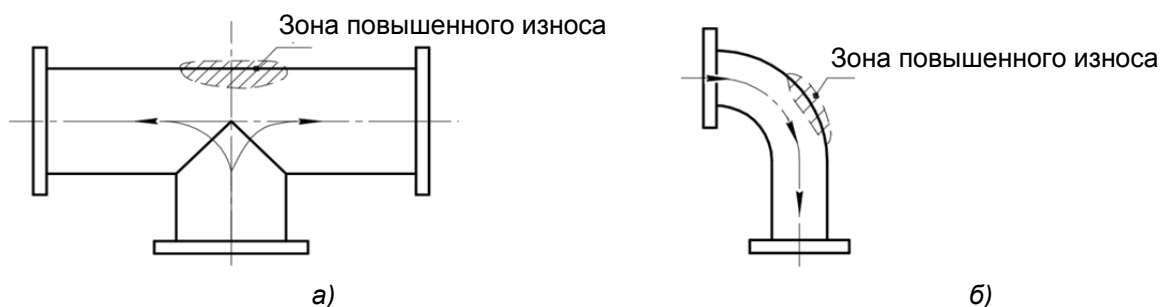 Зона повышенного износа
Зона повышенного износа
а)
б)